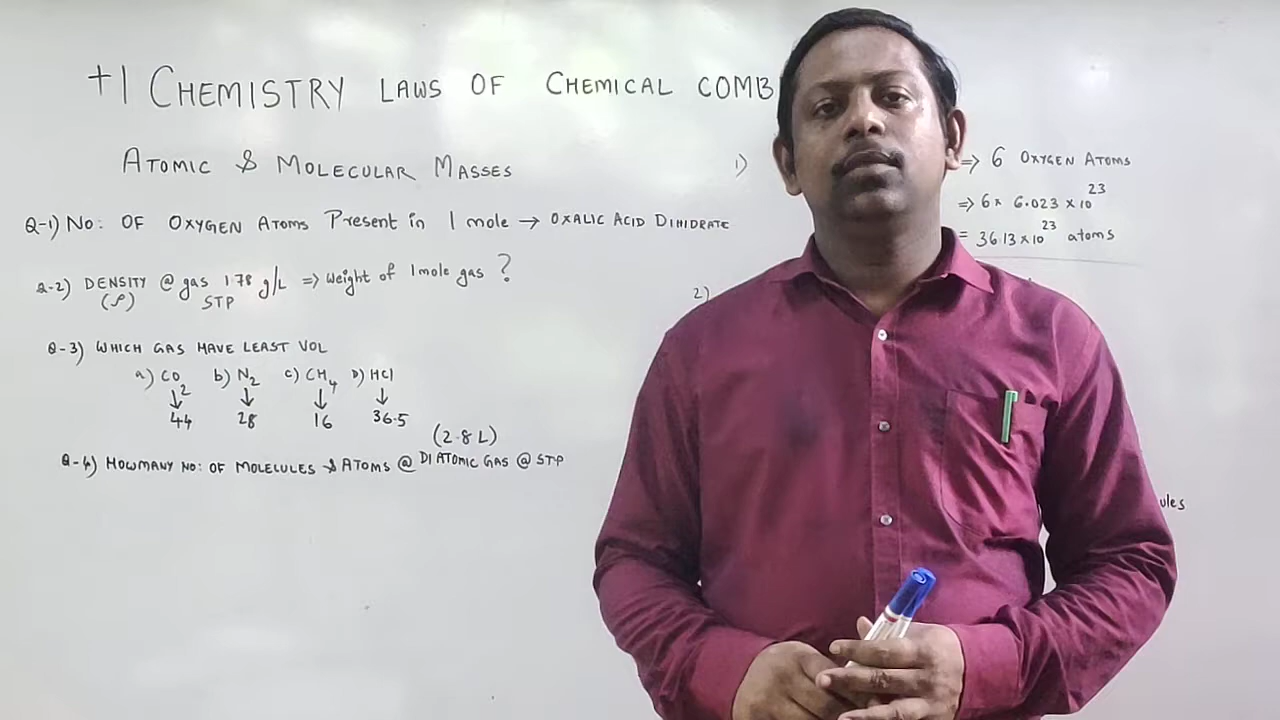 +1 CHEMISTRY LAWS OF CHEMICAL COMB
ATOMIC & MOLECULAR MASSES
Q-1) No: OF OXYGEN ATOMS Present in 1 mole → OXALIC ACID DIHIDRATE
Q-2) DENSITY @ gas 1.78 g/L ⇒ Weight of 1mole gas ?
(ρ) STP
Q-3) WHICH GAS HAVE LEAST VOL
a) CO2 b) N2 c) CH4 D) HCl
↓ ↓ ↓ ↓
44 28 16 36.5
(2.8 L)
Q-4) HOWMANY NO: OF MOLECULES & ATOMS @ DIATOMIC GAS @ STP
1) ⇒ 6 OXYGEN ATOMS
⇒ 6 × 6.023 × 10^23
= 36.13 × 10^23 atoms
2)
ules